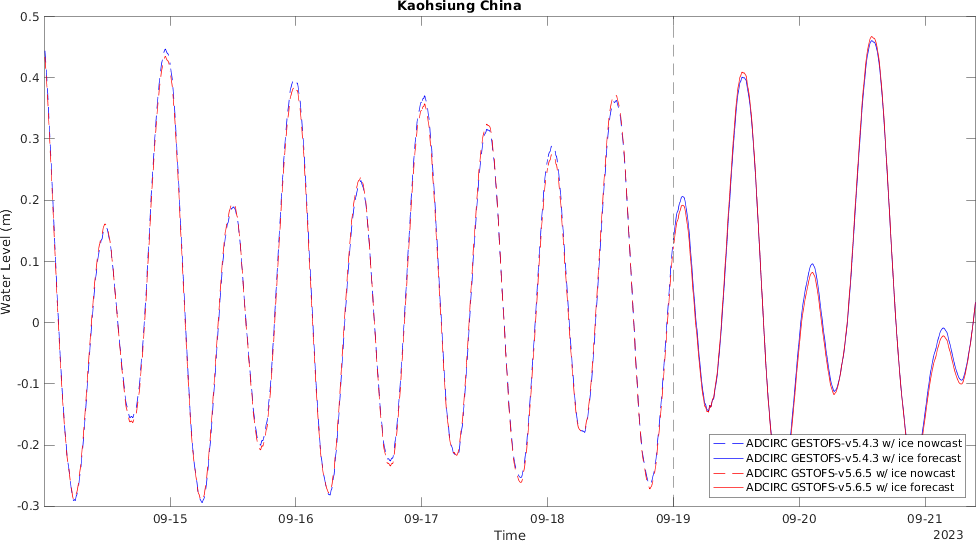 Kaohsiung China
0.5
0.4
0.3
0.2
0.1
0
-0.1
-0.2
-0.3
Water Level (m)
09-15 09-16 09-17 09-18 09-19 09-20 09-21
Time
2023
ADCIRC GESTOFS-v5.4.3 w/ ice nowcast
ADCIRC GESTOFS-v5.4.3 w/ ice forecast
ADCIRC GSTOFS-v5.6.5 w/ ice nowcast
ADCIRC GSTOFS-v5.6.5 w/ ice forecast